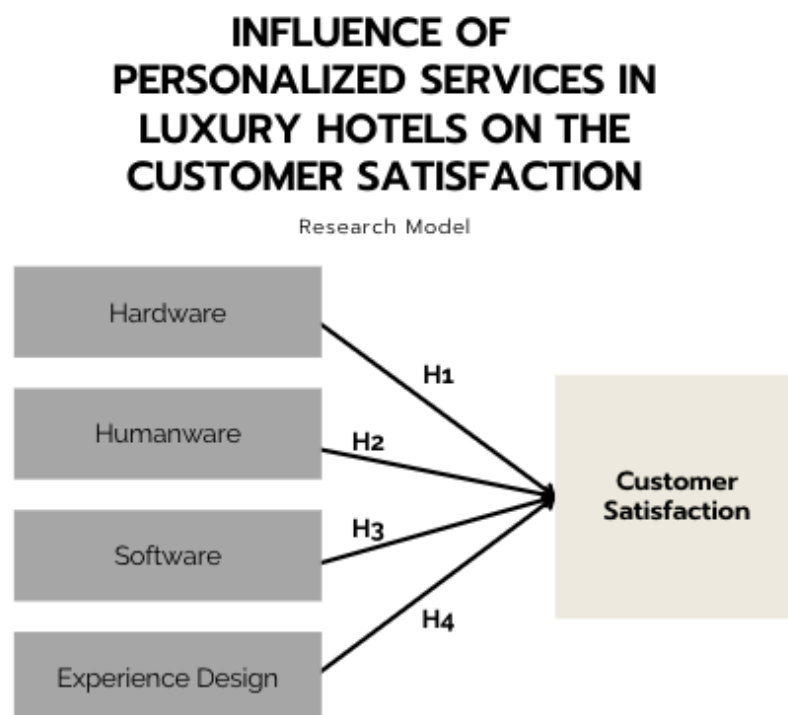 INFLUENCE OF
PERSONALIZED SERVICES IN
LUXURY HOTELS ON THE
CUSTOMER SATISFACTION
Research Model
Hardware
H1
Humanware
H2
Customer
Satisfaction
H3
Software
H4
Experience Design